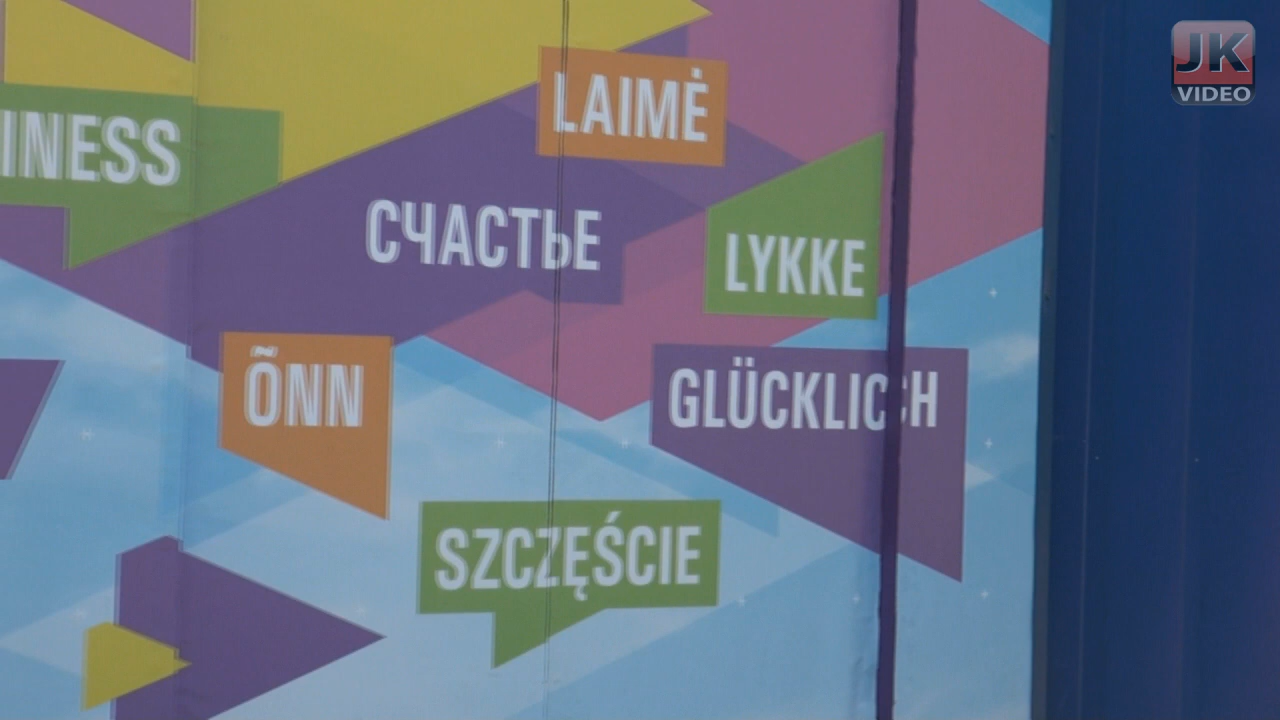 JK
VIDEO
LAIMĖ
INESS
СЧАСТЬЕ
LYKKE
ÕNN
GLÜCKLICH
SZCZĘŚCIE